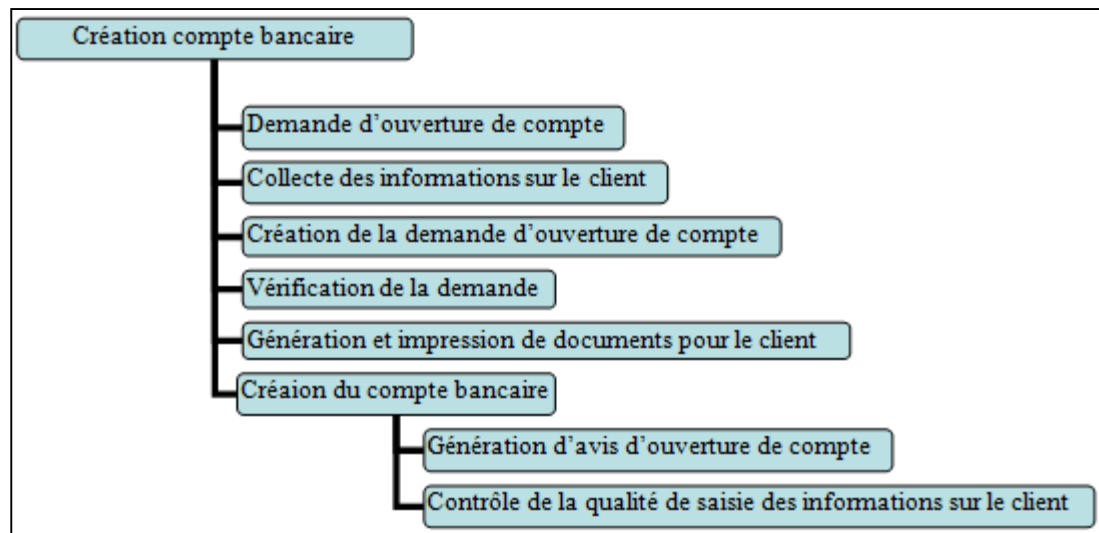 Création compte bancaire
Demande d’ouverture de compte
Collecte des informations sur le client
Création de la demande d’ouverture de compte
Vérification de la demande
Génération et impression de documents pour le client
Créaion du compte bancaire
Génération d’avis d’ouverture de compte
Contrôle de la qualité de saisie des informations sur le client